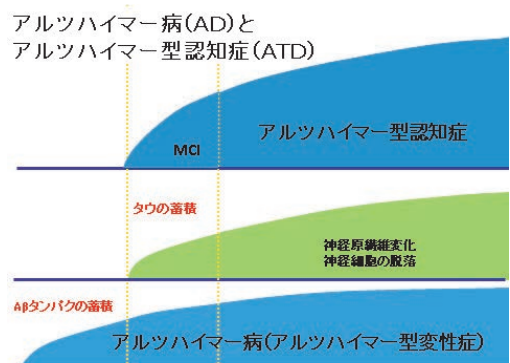 アルツハイマー病(AD)と
アルツハイマー型認知症(ATD)
アルツハイマー型認知症
MCI
タウの蓄積
神経原繊維変化
神経細胞の脱落
Aβタンパクの蓄積
アルツハイマー病(アルツハイマー型変性症)